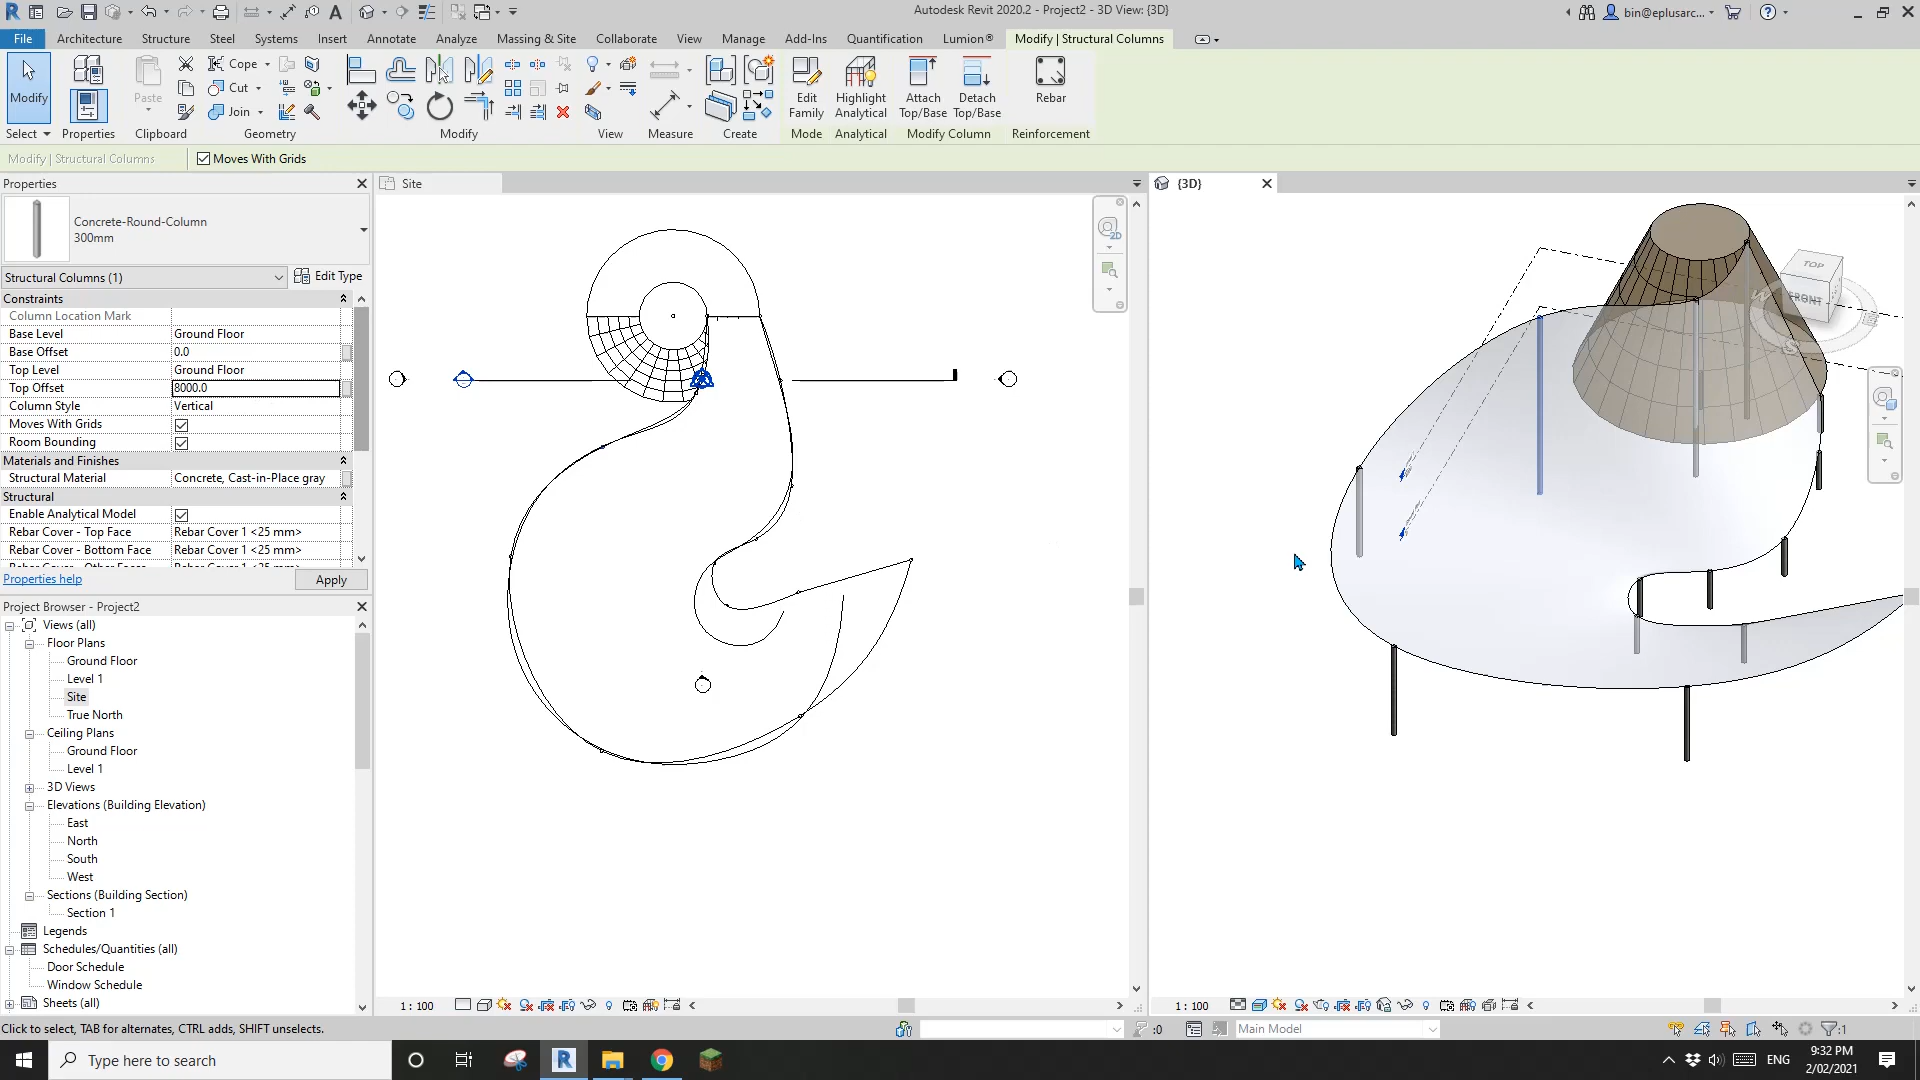 Autodesk Revit 2020.2 - Project2 - 3D View: {3D}
bin@eplusarc...
File
Architecture
Structure
Steel
Systems
Insert
Annotate
Analyze
Massing & Site
Collaborate
View
Manage
Add-Ins
Quantification
Lumion®
Modify | Structural Columns
Modify
Paste
Cope
Cut
Join
Edit
Family
Highlight
Analytical
Attach
Top/Base
Detach
Top/Base
Rebar
Select
Properties
Clipboard
Geometry
Modify
View
Measure
Create
Mode
Analytical
Modify Column
Reinforcement
Modify | Structural Columns
Moves With Grids
Properties
Concrete-Round-Column
300mm
Structural Columns (1)
Edit Type
Constraints
Column Location Mark
Base Level Ground Floor
Base Offset 0.0
Top Level Ground Floor
Top Offset 8000.0
Column Style Vertical
Moves With Grids
Room Bounding
Materials and Finishes
Structural Material Concrete, Cast-in-Place gray
Structural
Enable Analytical Model
Rebar Cover - Top Face Rebar Cover 1 <25 mm>
Rebar Cover - Bottom Face Rebar Cover 1 <25 mm>
Properties help
Apply
Project Browser - Project2
Views (all)
Floor Plans
Ground Floor
Level 1
Site
True North
Ceiling Plans
Ground Floor
Level 1
3D Views
Elevations (Building Elevation)
East
North
South
West
Sections (Building Section)
Section 1
Legends
Schedules/Quantities (all)
Door Schedule
Window Schedule
Sheets (all)
Site
2D
1 : 100
{3D}
TOP
FRONT
W
S
1 : 100
Click to select, TAB for alternates, CTRL adds, SHIFT unselects.
:0
Main Model
:1
Type here to search
ENG
9:32 PM
2/02/2021